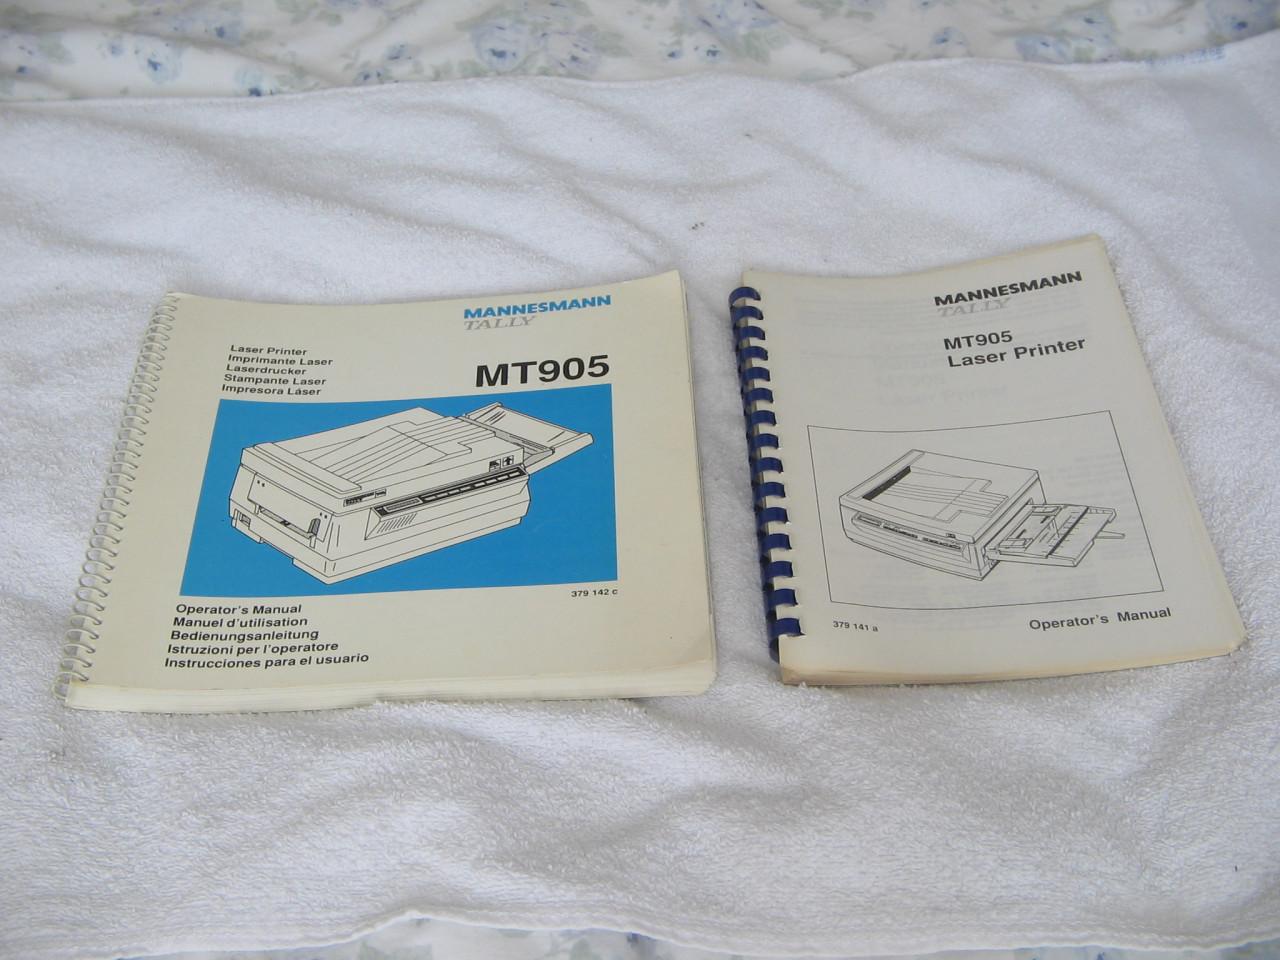 MANNESMANN
TALLY
Laser Printer
Imprimante Laser
Laserdrucker
Stampante Laser
Impresora Láser
MT905
379 142 c
Operator's Manual
Manuel d'utilisation
Bedienungsanleitung
Istruzioni per l'operatore
Instrucciones para el usuario
MANNESMANN
TALLY
MT905
Laser Printer
379 141 a
Operator's Manual